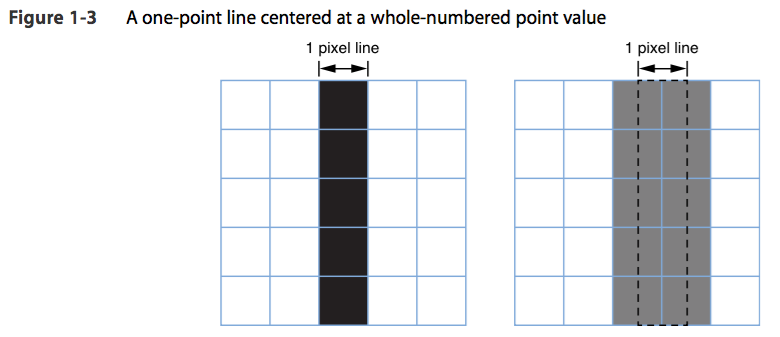 Figure 1-3 A one-point line centered at a whole-numbered point value
1 pixel line
1 pixel line